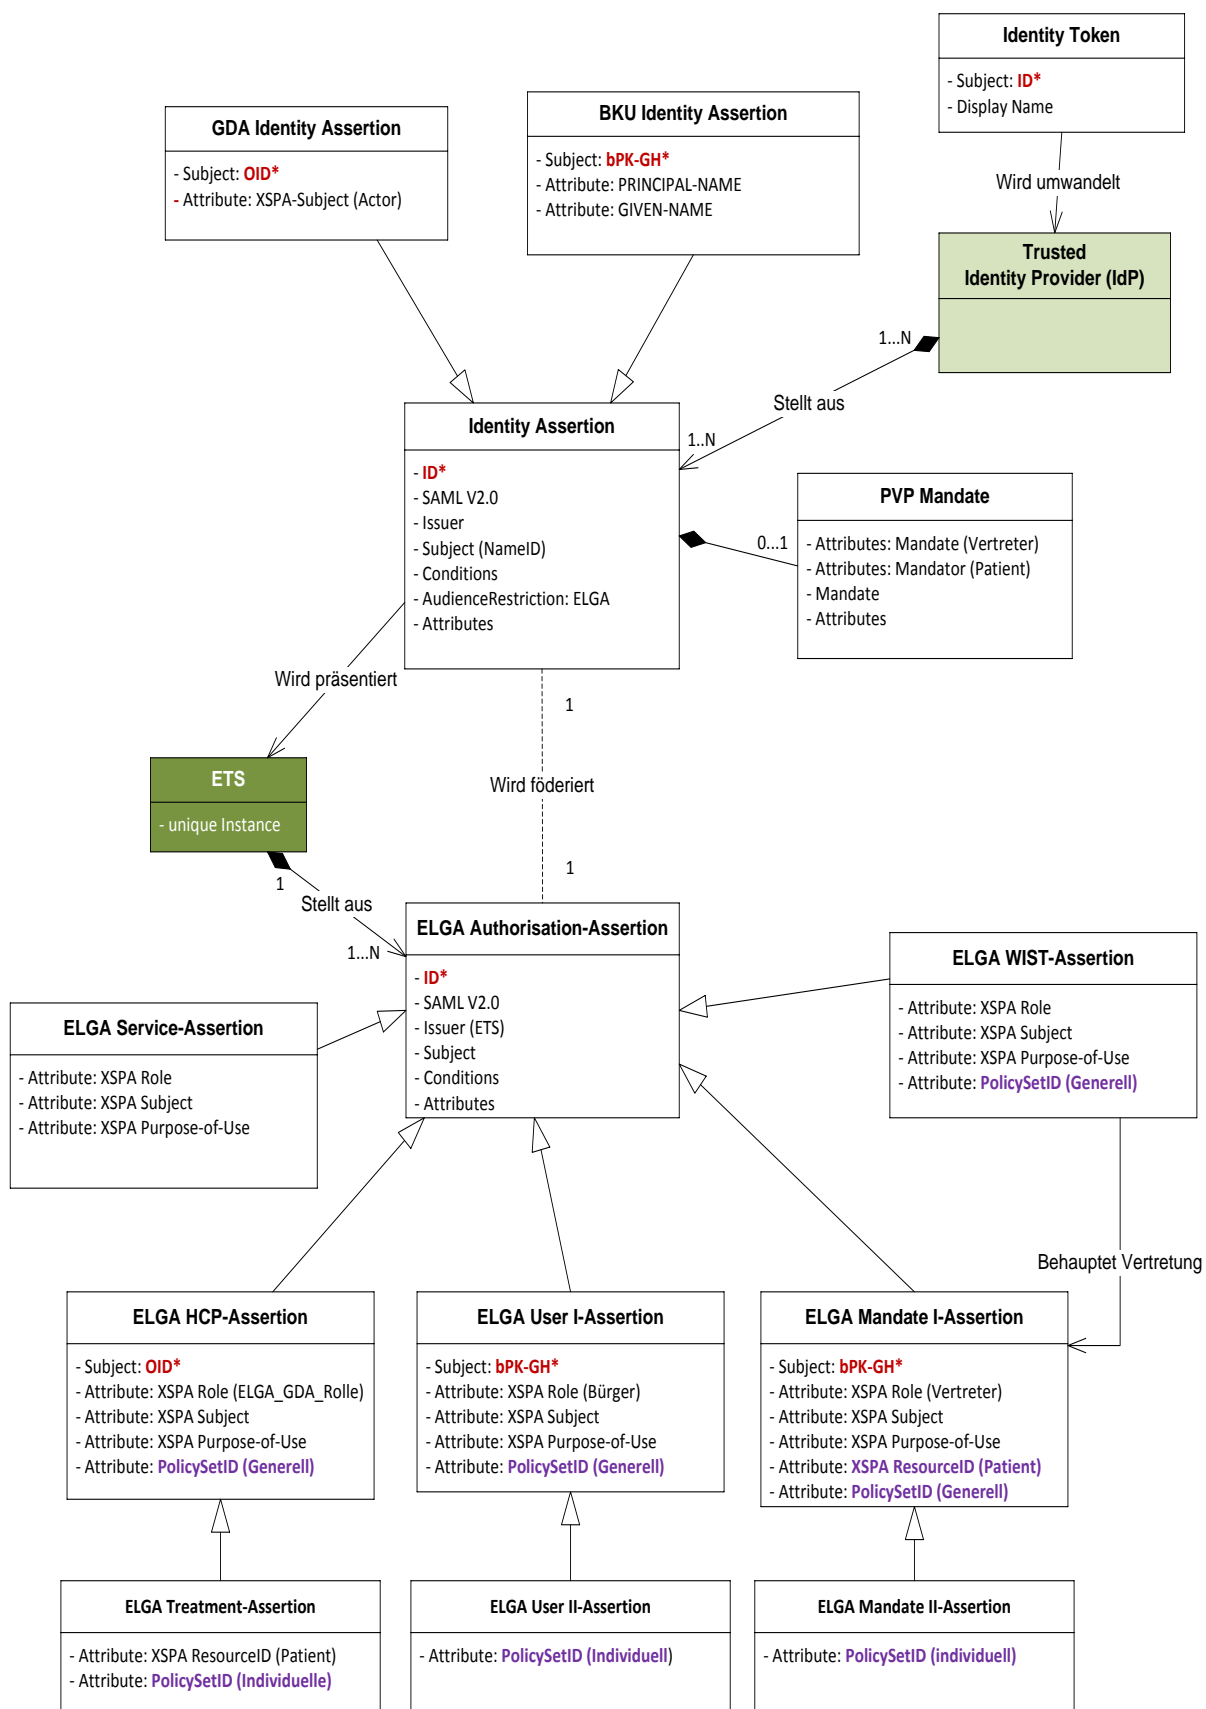 Identity Token
- Subject: ID*
- Display Name
BKU Identity Assertion
- Subject: bPK-GH*
- Attribute: PRINCIPAL-NAME
- Attribute: GIVEN-NAME
GDA Identity Assertion
- Subject: OID*
- Attribute: XSPA-Subject (Actor)
Wird umwandelt
Trusted
Identity Provider (IdP)
1...N
Stellt aus
1..N
Identity Assertion
- ID*
- SAML V2.0
- Issuer
- Subject (NameID)
- Conditions
- AudienceRestriction: ELGA
- Attributes
PVP Mandate
- Attributes: Mandate (Vertreter)
- Attributes: Mandator (Patient)
- Mandate
- Attributes
0...1
Wird präsentiert
1
Wird föderiert
1
ETS
- unique Instance
1
Stellt aus
1...N
ELGA Authorisation-Assertion
- ID*
- SAML V2.0
- Issuer (ETS)
- Subject
- Conditions
- Attributes
ELGA WIST-Assertion
- Attribute: XSPA Role
- Attribute: XSPA Subject
- Attribute: XSPA Purpose-of-Use
- Attribute: PolicySetID (Generell)
ELGA Service-Assertion
- Attribute: XSPA Role
- Attribute: XSPA Subject
- Attribute: XSPA Purpose-of-Use
Behauptet Vertretung
ELGA HCP-Assertion
- Subject: OID*
- Attribute: XSPA Role (ELGA_GDA_Rolle)
- Attribute: XSPA Subject
- Attribute: XSPA Purpose-of-Use
- Attribute: PolicySetID (Generell)
ELGA User I-Assertion
- Subject: bPK-GH*
- Attribute: XSPA Role (Bürger)
- Attribute: XSPA Subject
- Attribute: XSPA Purpose-of-Use
- Attribute: PolicySetID (Generell)
ELGA Mandate I-Assertion
- Subject: bPK-GH*
- Attribute: XSPA Role (Vertreter)
- Attribute: XSPA Subject
- Attribute: XSPA Purpose-of-Use
- Attribute: XSPA ResourceID (Patient)
- Attribute: PolicySetID (Generell)
ELGA Treatment-Assertion
- Attribute: XSPA ResourceID (Patient)
- Attribute: PolicySetID (Individuelle)
ELGA User II-Assertion
- Attribute: PolicySetID (Individuell)
ELGA Mandate II-Assertion
- Attribute: PolicySetID (individuell)